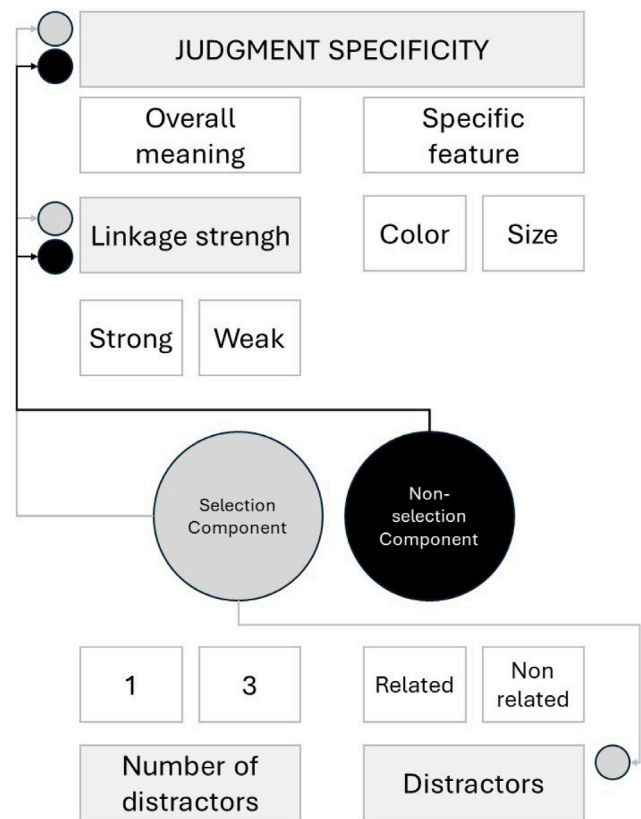 JUDGMENT SPECIFICITY
Overall
meaning
Specific
feature
Linkage strengh
Color
Size
Strong
Weak
Selection
Component
Non-
selection
Component
1
3
Related
Non
related
Number of
distractors
Distractors